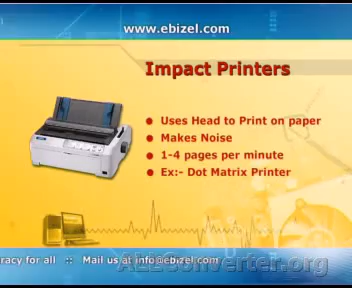 www.ebizel.com
Impact Printers
Uses Head to Print on paper
Makes Noise
1-4 pages per minute
Ex:- Dot Matrix Printer
racy for all :: Mail us at info@ebizel.com
ALLConverter.org